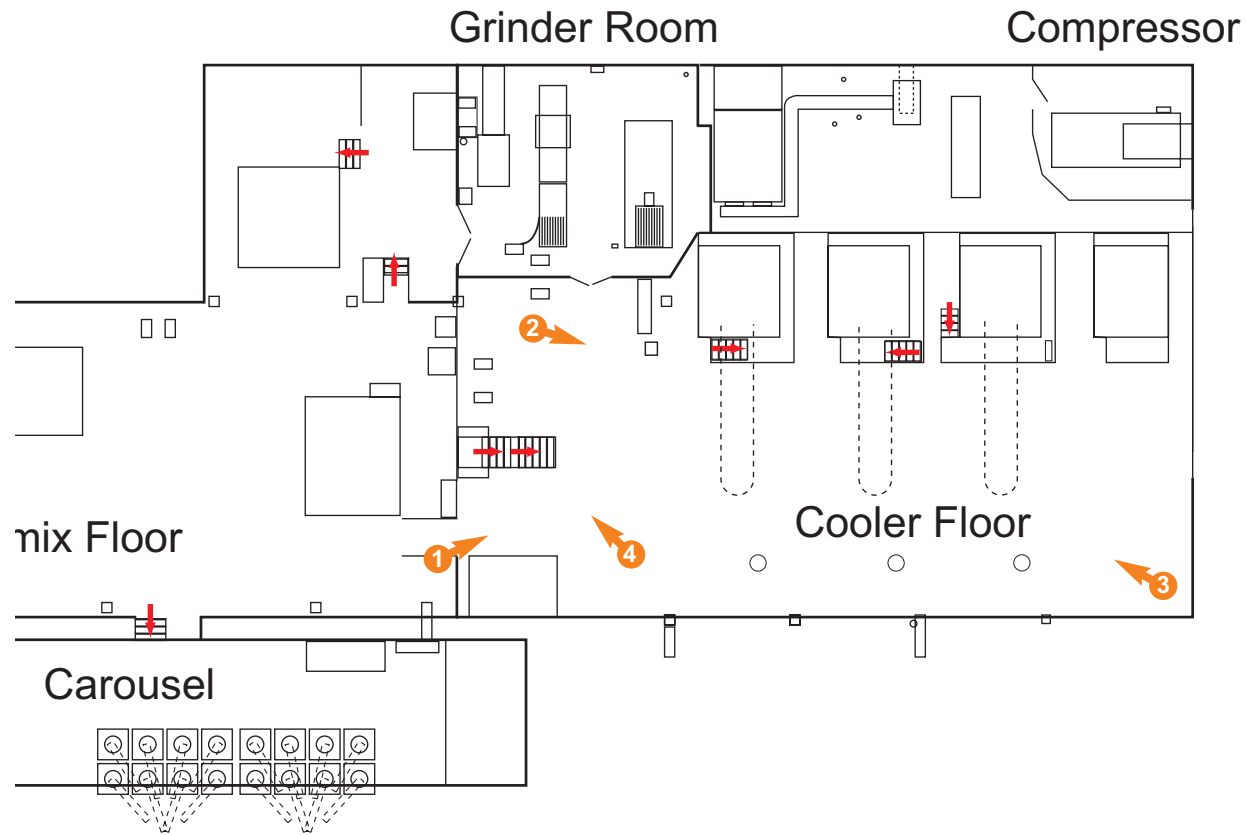 Grinder Room
Compressor
2
Cooler Floor
mix Floor
1
4
3
Carousel